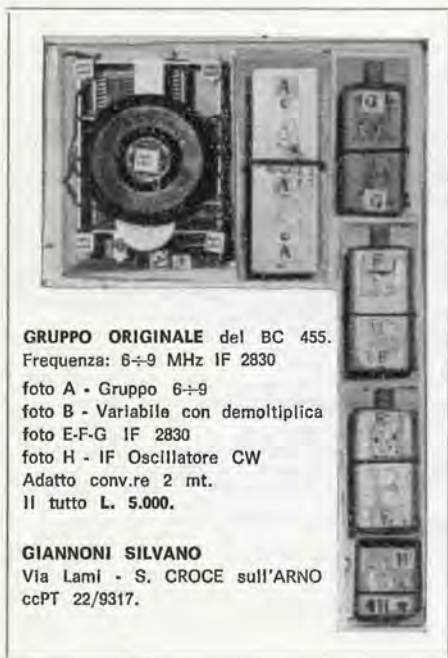 A
A
A
G
G
E
F
H
GRUPPO ORIGINALE del BC 455.
Frequenza: 6÷9 MHz IF 2830
foto A - Gruppo 6÷9
foto B - Variabile con demoltiplica
foto E-F-G IF 2830
foto H - IF Oscillatore CW
Adatto conv.re 2 mt.
Il tutto L. 5.000.
GIANNONI SILVANO
Via Lami - S. CROCE sull'ARNO
ccPT 22/9317.